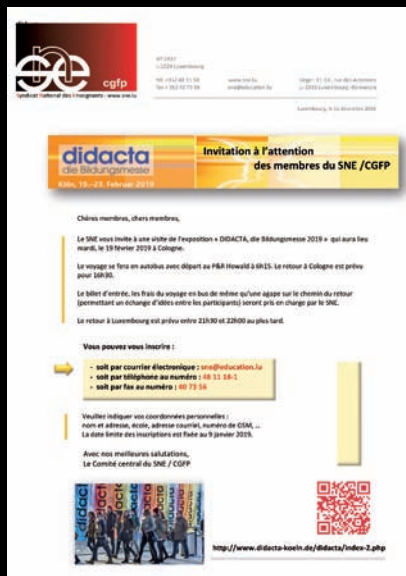 sne
cgfp
Syndicat National des Enseignants - www.sne.lu
www.sne.lu
sne@education.lu
didacta
die Bildungsmesse
Köln, 19.-23. Februar 2019
Invitation à l'attention
des membres du SNE /CGFP
Chères membres, chers membres,
Le SNE vous invite à une visite de l'exposition « DIDACTA, die Bildungsmesse 2019 » qui aura lieu
mardi, le 19 février 2019 à Cologne.
Le voyage se fera en autobus avec départ au P&R Howald à 6h15. Le retour à Cologne est prévu
pour 16h30.
Le billet d'entrée, les frais du voyage en bus de même qu'une agape sur le chemin du retour
(permettant un échange d'idées entre les participants) seront pris en charge par le SNE.
Le retour à Luxembourg est prévu entre 21h30 et 22h00 au plus tard.
Vous pouvez vous inscrire :
- soit par courrier électronique : sne@education.lu
- soit par téléphone au numéro : 48 11 18-1
- soit par fax au numéro : 40 73 56
Veuillez indiquer vos coordonnées personnelles :
nom et adresse, école, adresse courriel, numéro de GSM, ...
La date limite des inscriptions est fixée au 9 janvier 2019.
Avec nos meilleures salutations,
Le Comité central du SNE / CGFP
didacta
http://www.didacta-koeln.de/didacta/index-2.php